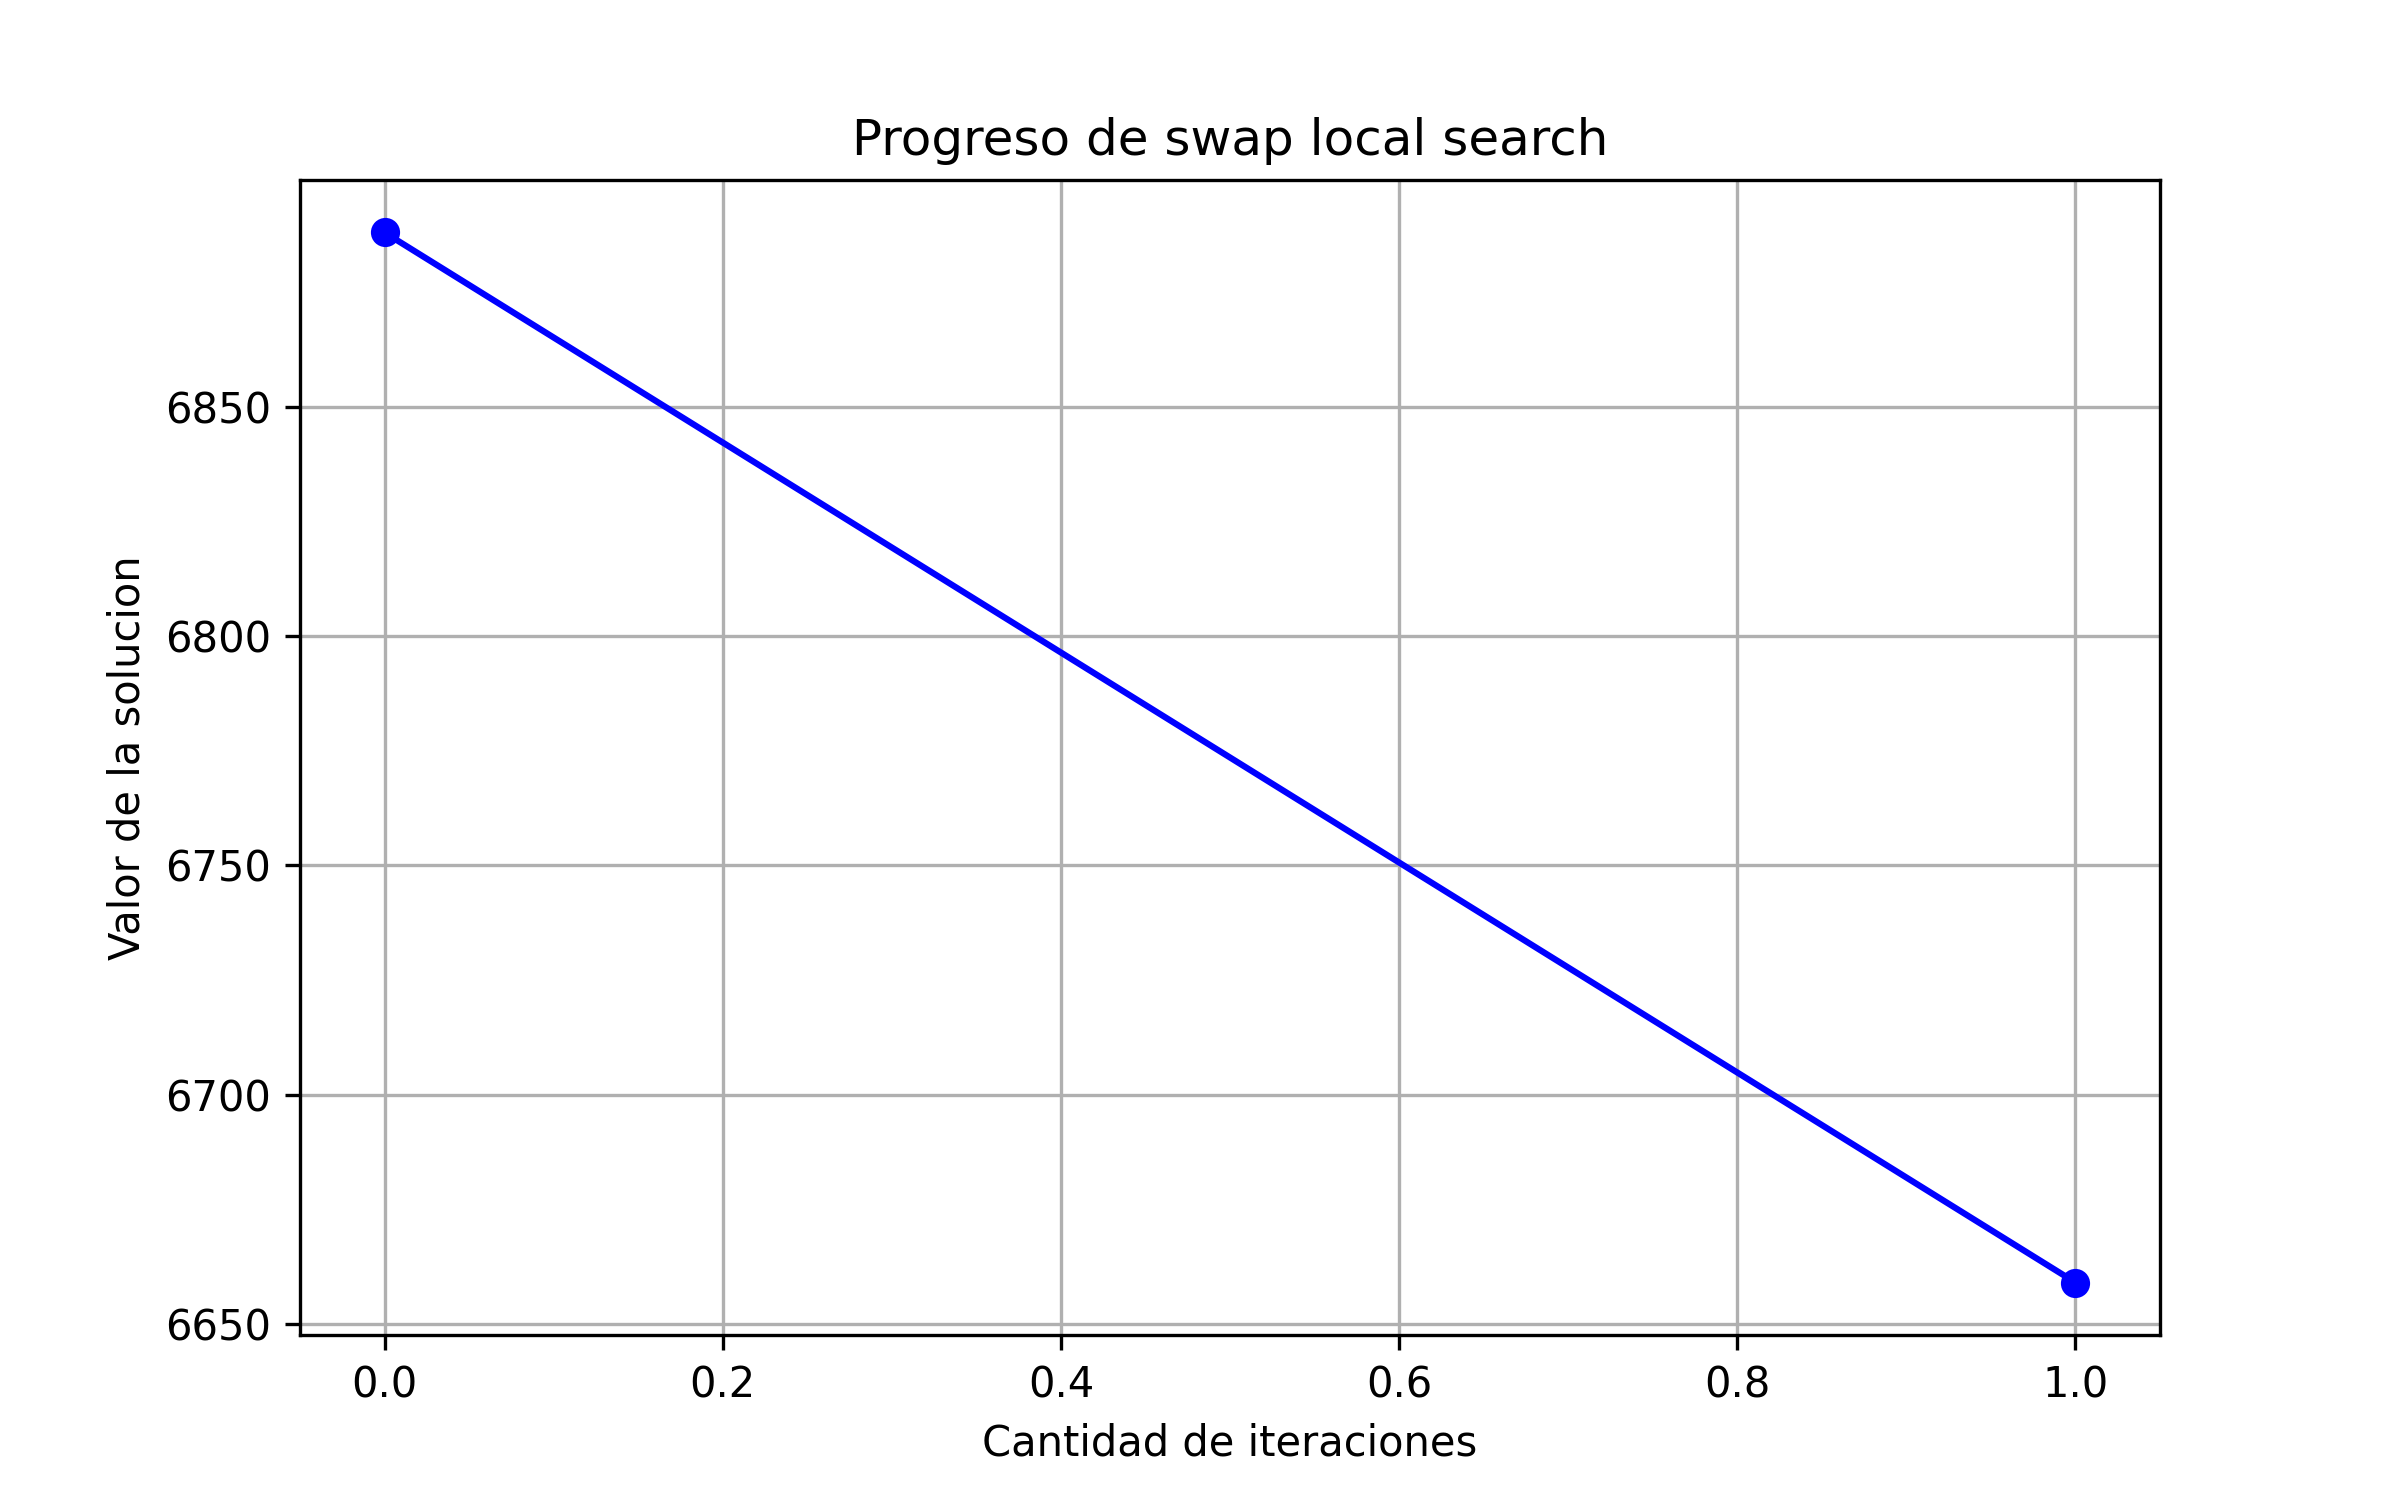 Progreso de swap local search
Valor de la solucion
6850
6800
6750
6700
6650
0.0 0.2 0.4 0.6 0.8 1.0
Cantidad de iteraciones